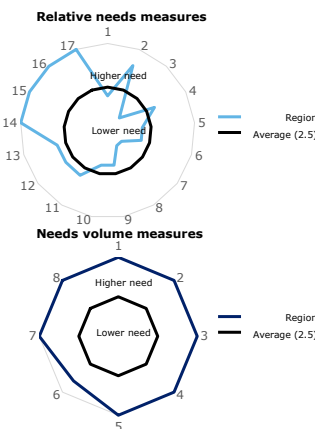 Relative needs measures
1
17
2
16
3
Higher need
15
4
14
Lower need
5
Region
Average (2.5)
13
6
12
7
11
8
10
9
Needs volume measures
1
8
2
Higher need
Region
7
Lower need
3
Average (2.5)
6
4
5